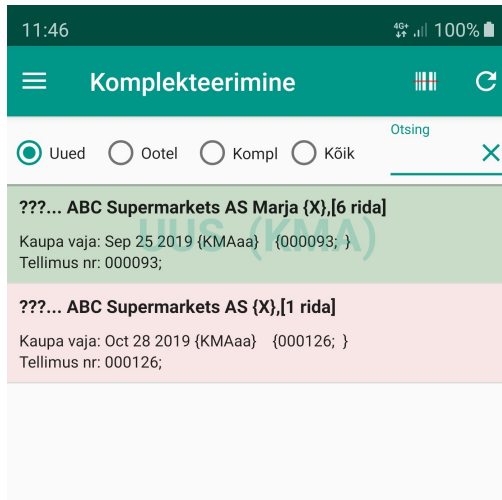 11:46 4G+ 100%
Komplekteerimine
Otsing
Uued Ootel Kompl Kõik
???... ABC Supermarkets AS Marja {X},[6 rida]
UUS (KMA)
Kaupa vaja: Sep 25 2019 {KMAaa} {000093; }
Tellimus nr: 000093;
???... ABC Supermarkets AS {X},[1 rida]
Kaupa vaja: Oct 28 2019 {KMAaa} {000126; }
Tellimus nr: 000126;